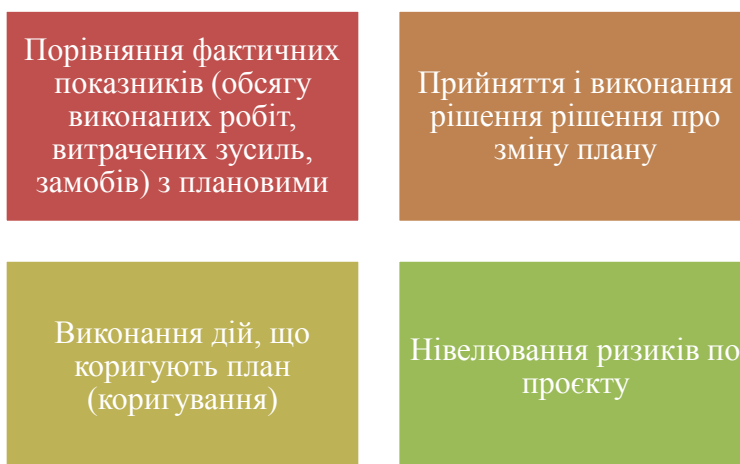 Порівняння фактичних
показників (обсягу
виконаних робіт,
витрачених зусиль,
замобів) з плановими
Прийняття і виконання
рішення рішення про
зміну плану
Виконання дій, що
коригують план
(коригування)
Нівелювання ризиків по
проєкту